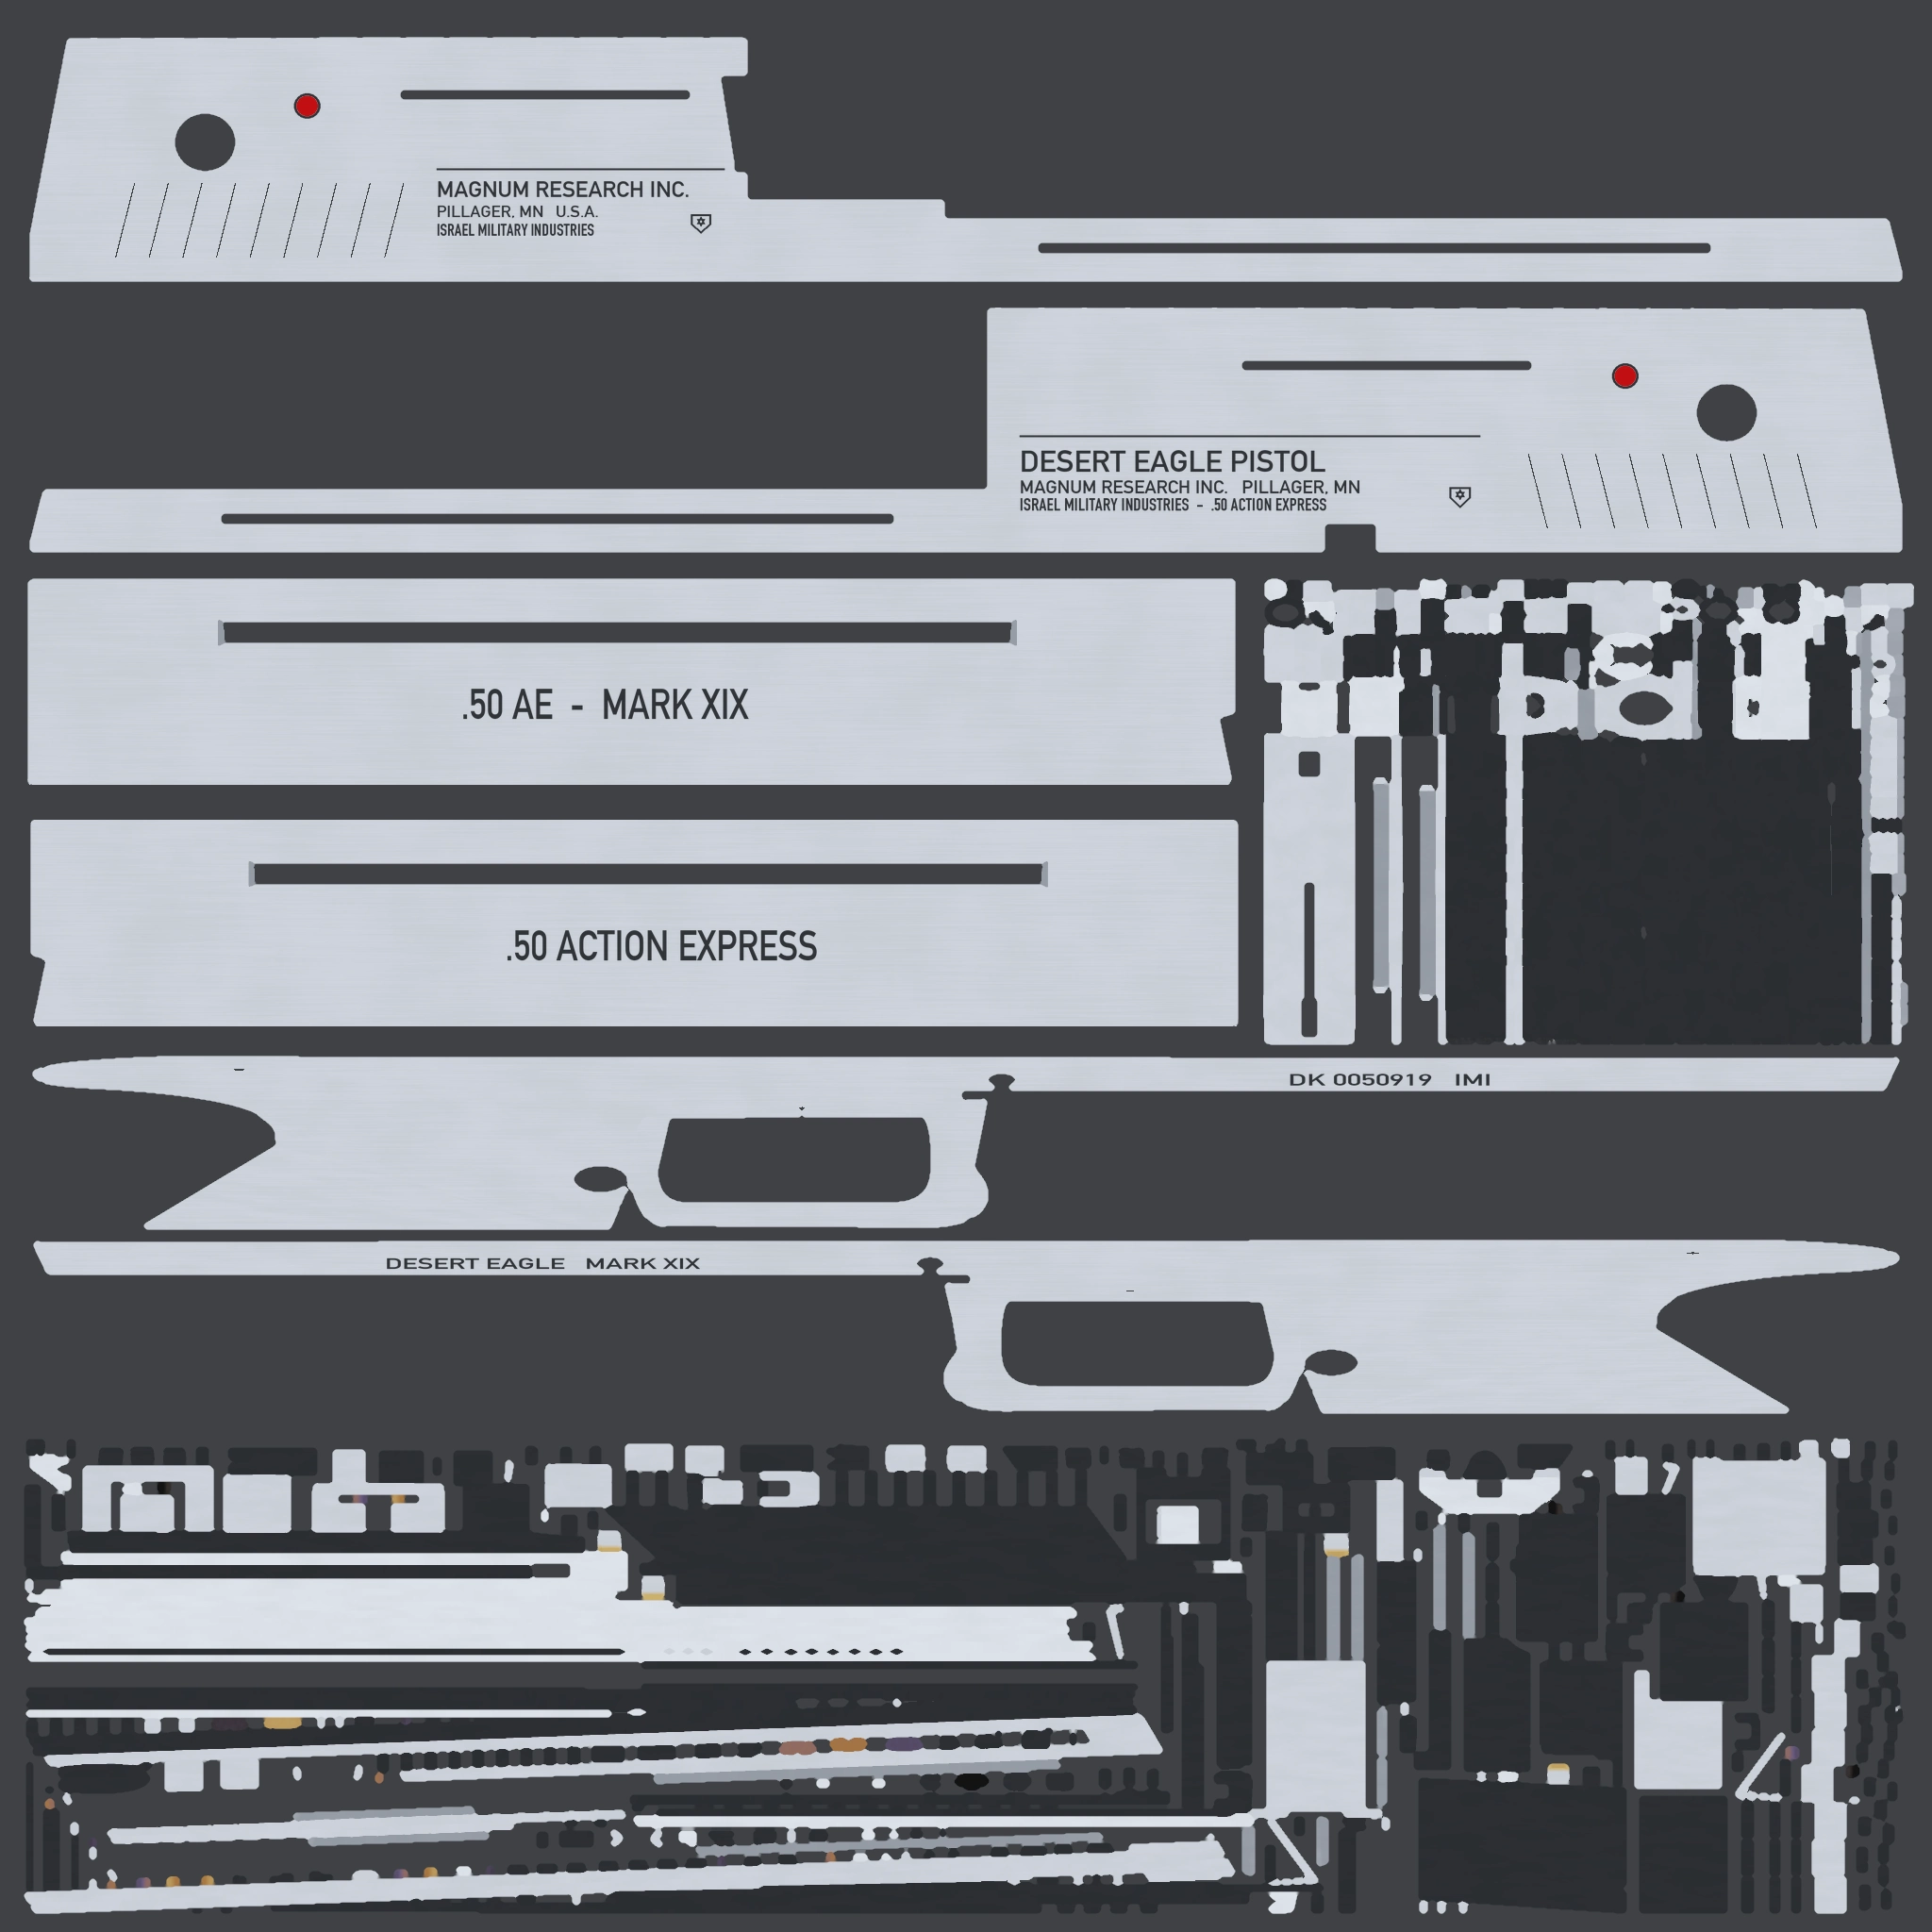 MAGNUM RESEARCH INC.
PILLAGER, MN U.S.A.
ISRAEL MILITARY INDUSTRIES
DESERT EAGLE PISTOL
MAGNUM RESEARCH INC. PILLAGER, MN
ISRAEL MILITARY INDUSTRIES - .50 ACTION EXPRESS
.50 AE - MARK XIX
.50 ACTION EXPRESS
DK 0050919 IMI
DESERT EAGLE MARK XIX